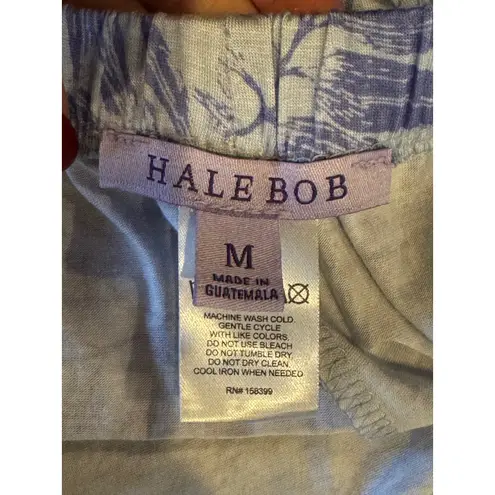 HALE BOB
M
MADE IN
GUATEMALA
MACHINE WASH COLD
GENTLE CYCLE
WITH LIKE COLORS.
DO NOT USE BLEACH
DO NOT TUMBLE DRY.
DO NOT DRY CLEAN.
COOL IRON WHEN NEEDED
RN# 158399